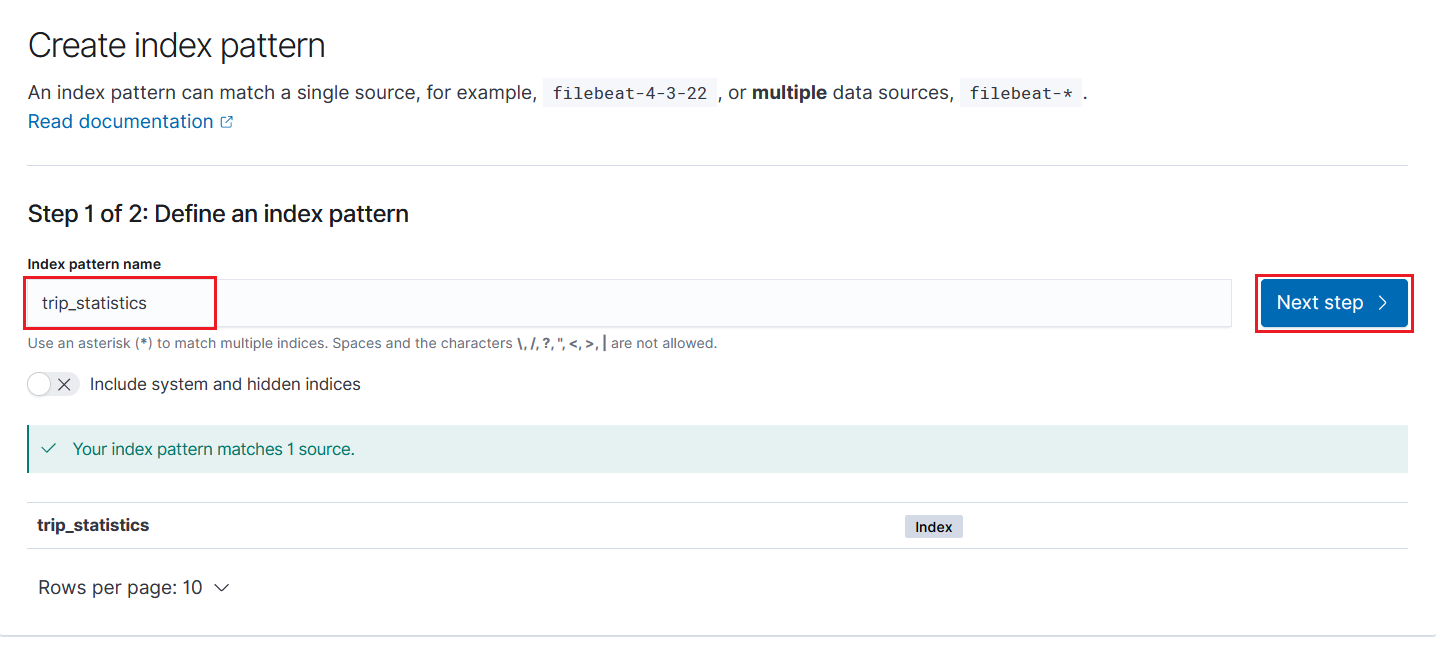 Create index pattern
An index pattern can match a single source, for example, filebeat-4-3-22 , or multiple data sources, filebeat-* .
Read documentation
Step 1 of 2: Define an index pattern
Index pattern name
trip_statistics
Next step
Use an asterisk (*) to match multiple indices. Spaces and the characters \, /, ?, ", <, >, | are not allowed.
Include system and hidden indices
Your index pattern matches 1 source.
trip_statistics Index
Rows per page: 10